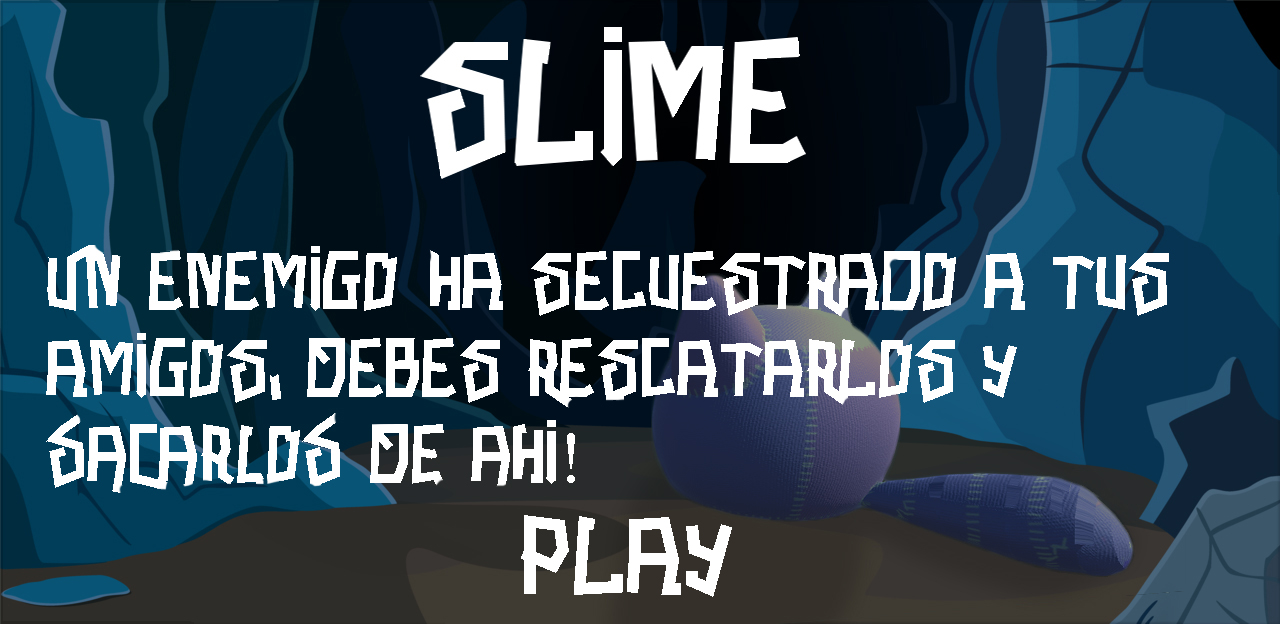 SLiME
UN ENEMiGO HA SECUESTRADO A TUS
AMiGOS, DEBES RESCATARLOS Y
SACARLOS DE AHi!
PLAY